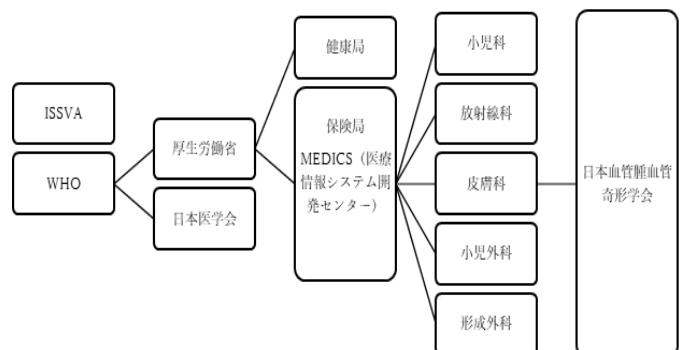 ISSVA
WHO
厚生労働省
日本医学会
健康局
保険局
MEDICS（医療
情報システム開
発センター）
小児科
放射線科
皮膚科
小児外科
形成外科
日本血管腫血管
奇形学会